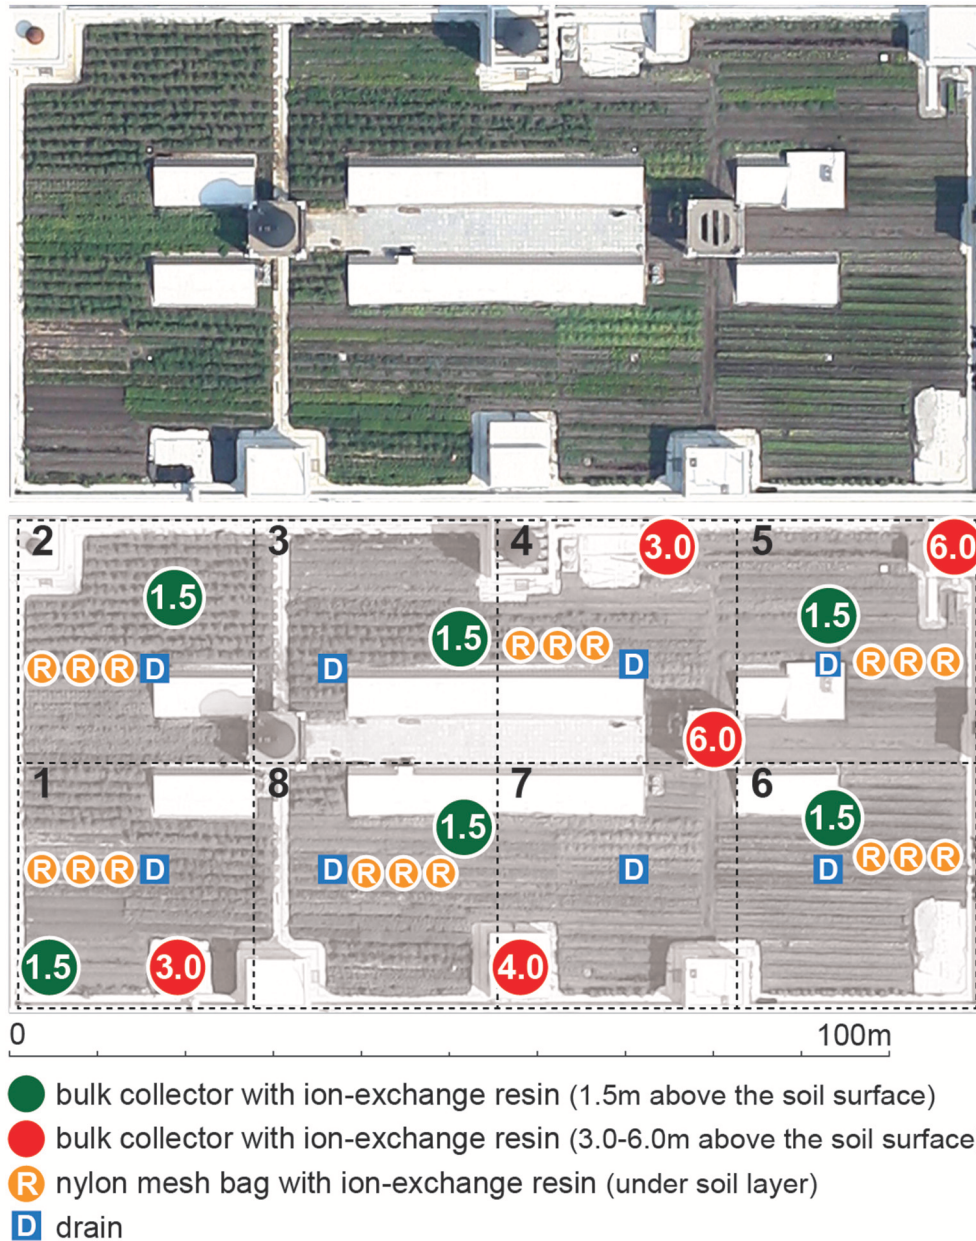 2 3 4 3.0 5 6.0
1.5 1.5 1.5
R R R D D R R R D D R R R
6.0
1 8 7 6
1.5 1.5
R R R D D R R R D D R R R
1.5 3.0 4.0
0 100m
bulk collector with ion-exchange resin (1.5m above the soil surface)
bulk collector with ion-exchange resin (3.0-6.0m above the soil surface
R nylon mesh bag with ion-exchange resin (under soil layer)
D drain